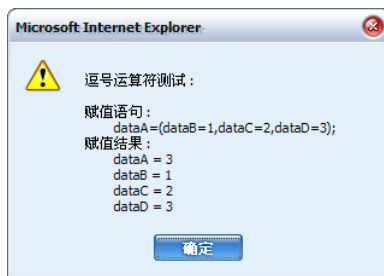 Microsoft Internet Explorer
逗号运算符测试：
赋值语句：
dataA=(dataB=1,dataC=2,dataD=3);
赋值结果：
dataA = 3
dataB = 1
dataC = 2
dataD = 3
确定